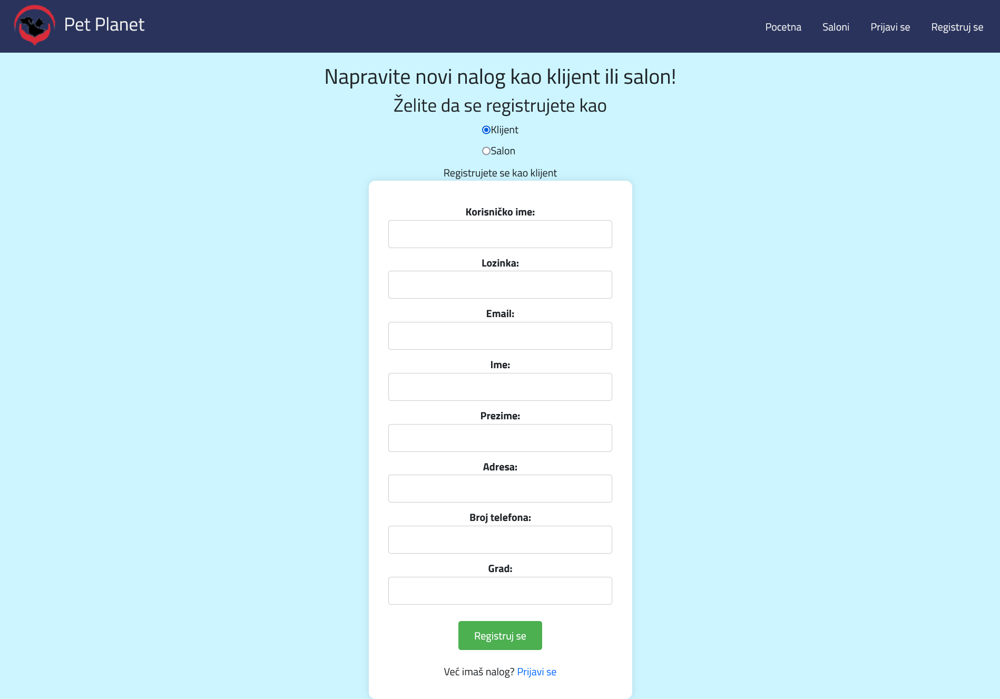 Pet Planet
Pocetna Saloni Prijavi se Registruj se
Napravite novi nalog kao klijent ili salon!
Želite da se registrujete kao
Klijent
Salon
Registrujete se kao klijent
Korisničko ime:
Lozinka:
Email:
Ime:
Prezime:
Adresa:
Broj telefona:
Grad:
Registruj se
Već imaš nalog? Prijavi se